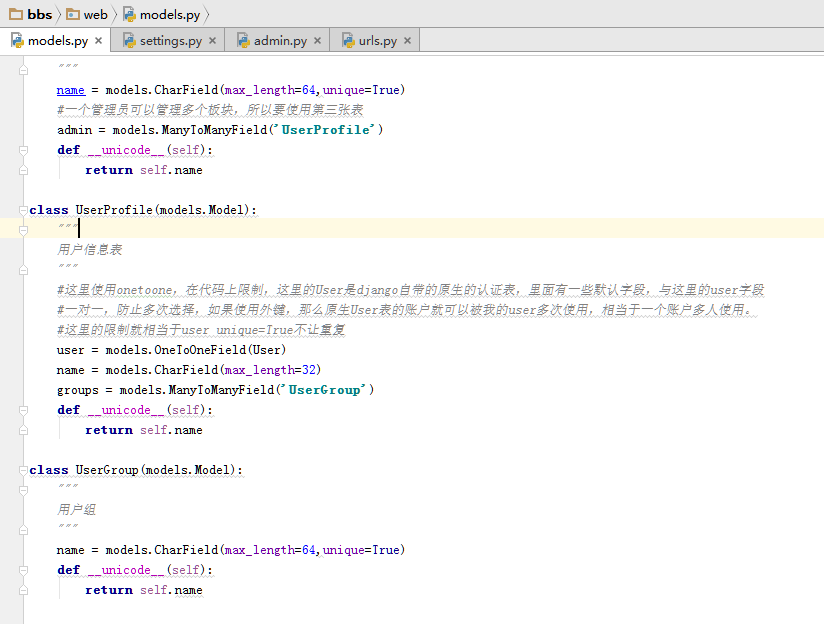 bbs web models.py
models.py settings.py admin.py urls.py
"""
name = models.CharField(max_length=64,unique=True)
#一个管理员可以管理多个板块，所以要使用第三张表
admin = models.ManyToManyField('UserProfile')
def __unicode__(self):
return self.name
class UserProfile(models.Model):
"""
用户信息表
"""
#这里使用onetoone，在代码上限制，这里的User是django自带的原生的认证表，里面有一些默认字段，与这里的user字段
#一对一，防止多次选择，如果使用外键，那么原生User表的账户就可以被我的user多次使用，相当于一个账户多人使用。
#这里的限制就相当于user unique=True不让重复
user = models.OneToOneField(User)
name = models.CharField(max_length=32)
groups = models.ManyToManyField('UserGroup')
def __unicode__(self):
return self.name
class UserGroup(models.Model):
"""
用户组
"""
name = models.CharField(max_length=64,unique=True)
def __unicode__(self):
return self.name